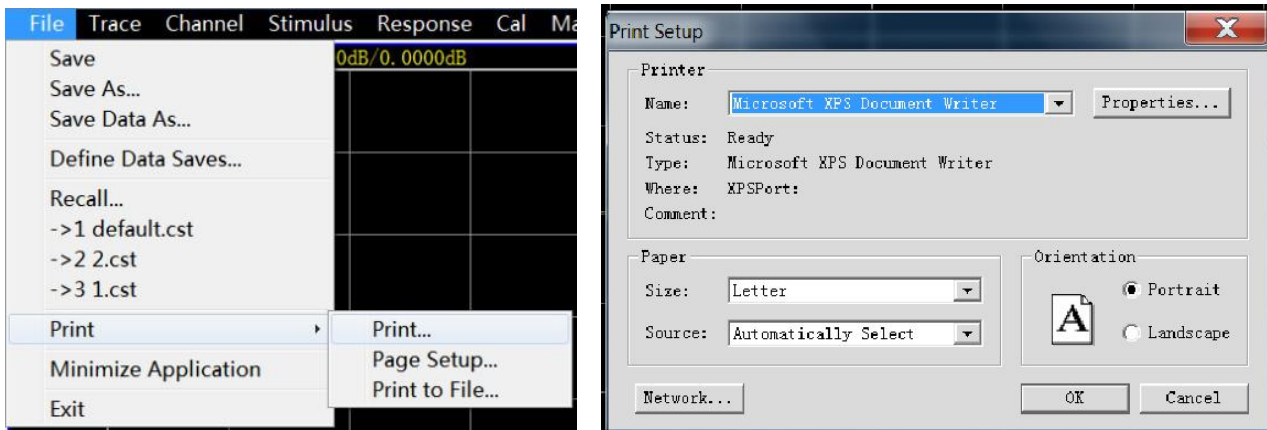 File Trace Channel Stimulus Response Cal Ma
0dB/0.0000dB
Save
Save As...
Save Data As...
Define Data Saves...
Recall...
->1 default.cst
->2 2.cst
->3 1.cst
Print
Print...
Page Setup...
Print to File...
Minimize Application
Exit
Print Setup
Printer
Name: Microsoft XPS Document Writer Properties...
Status: Ready
Type: Microsoft XPS Document Writer
Where: XPSPort:
Comment:
Paper
Size: Letter
Source: Automatically Select
Orientation
A
Portrait
Landscape
Network... OK Cancel